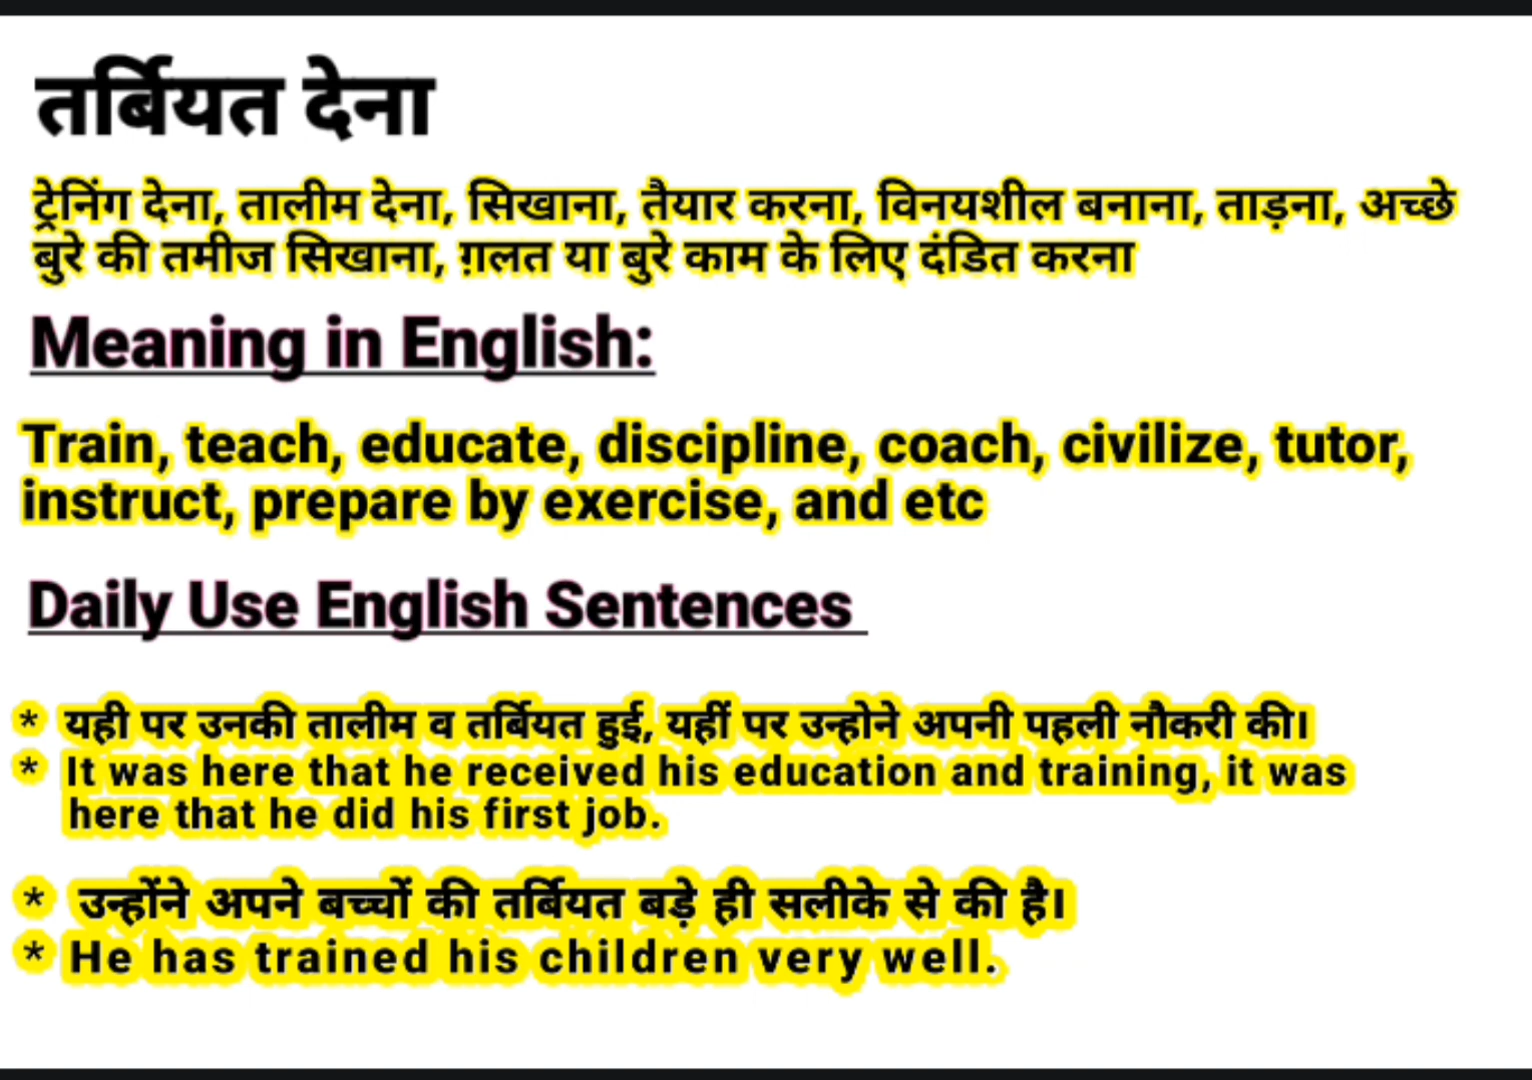 तर्बियत देना
ट्रेनिंग देना, तालीम देना, सिखाना, तैयार करना, विनयशील बनाना, ताड़ना, अच्छे
बुरे की तमीज सिखाना, ग़लत या बुरे काम के लिए दंडित करना
Meaning in English:
Train, teach, educate, discipline, coach, civilize, tutor,
instruct, prepare by exercise, and etc
Daily Use English Sentences
* यही पर उनकी तालीम व तर्बियत हुई, यहीं पर उन्होने अपनी पहली नौकरी की।
* It was here that he received his education and training, it was
here that he did his first job.
* उन्होंने अपने बच्चों की तर्बियत बड़े ही सलीके से की है।
* He has trained his children very well.